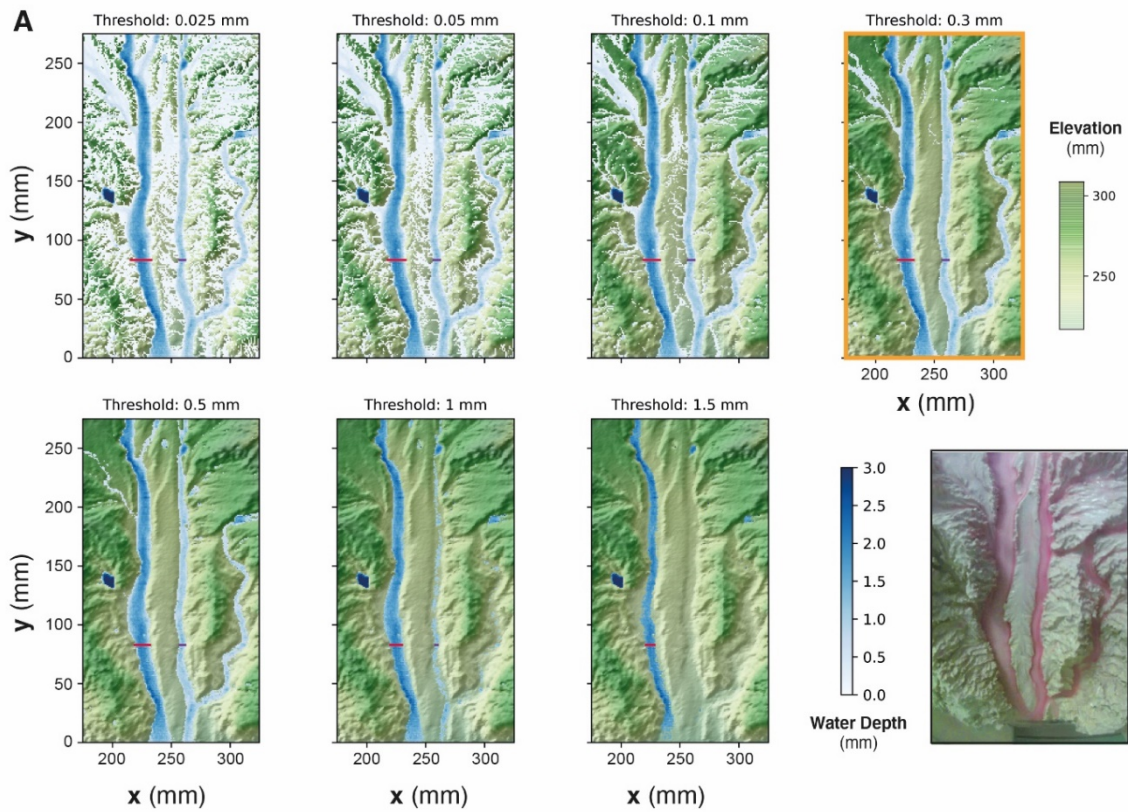 A
Threshold: 0.025 mm
Threshold: 0.05 mm
Threshold: 0.1 mm
Threshold: 0.3 mm
250
200
150
100
50
0
y (mm)
200
250
300
x (mm)
Elevation
(mm)
300
250
Threshold: 0.5 mm
Threshold: 1 mm
Threshold: 1.5 mm
250
200
150
100
50
0
y (mm)
200
250
300
x (mm)
200
250
300
x (mm)
200
250
300
x (mm)
3.0
2.5
2.0
1.5
1.0
0.5
0.0
Water Depth
(mm)